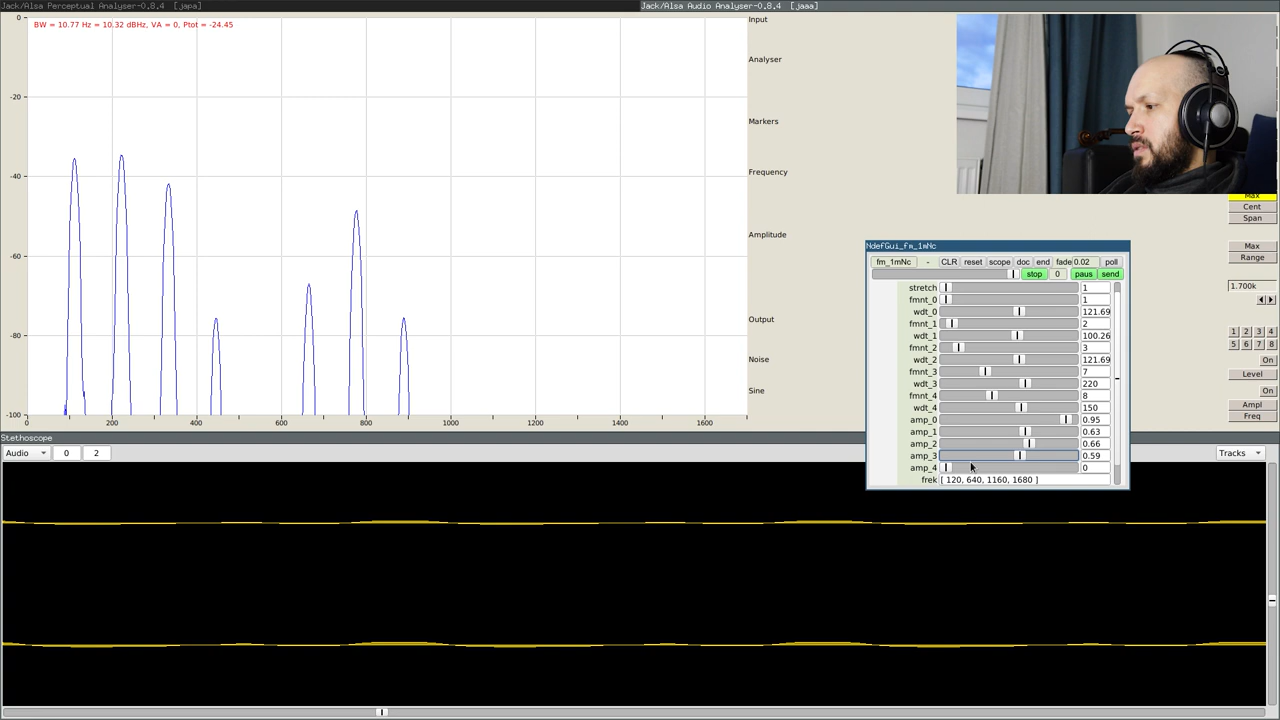 Jack/Alsa Perceptual Analyser-0.8.4 [japa]
Jack/Alsa Audio Analyser-0.8.4 [jaaa]
BW = 10.77 Hz = 10.32 dBHz, VA = 0, Ptot = -24.45
0
-20
-40
-60
-80
-100
0 200 400 600 800 1000 1200 1400 1600
Input
Analyser
Markers
Frequency
Amplitude
Output
Noise
Sine
Max
Cent
Span
Max
Range
1.700k
1 2 3 4
5 6 7 8
On
Level
On
Ampl
Freq
NdefGui_fm_1mNc
fm_1mNc - CLR reset scope doc end fade 0.02 poll
stop 0 paus send
stretch 1
fmnt_0 1
wdt_0 121.69
fmnt_1 2
wdt_1 100.26
fmnt_2 3
wdt_2 121.69
fmnt_3 7
wdt_3 220
fmnt_4 8
wdt_4 150
amp_0 0.95
amp_1 0.63
amp_2 0.66
amp_3 0.59
amp_4 0
frek [ 120, 640, 1160, 1680 ]
Stethoscope
Audio 0 2 Tracks